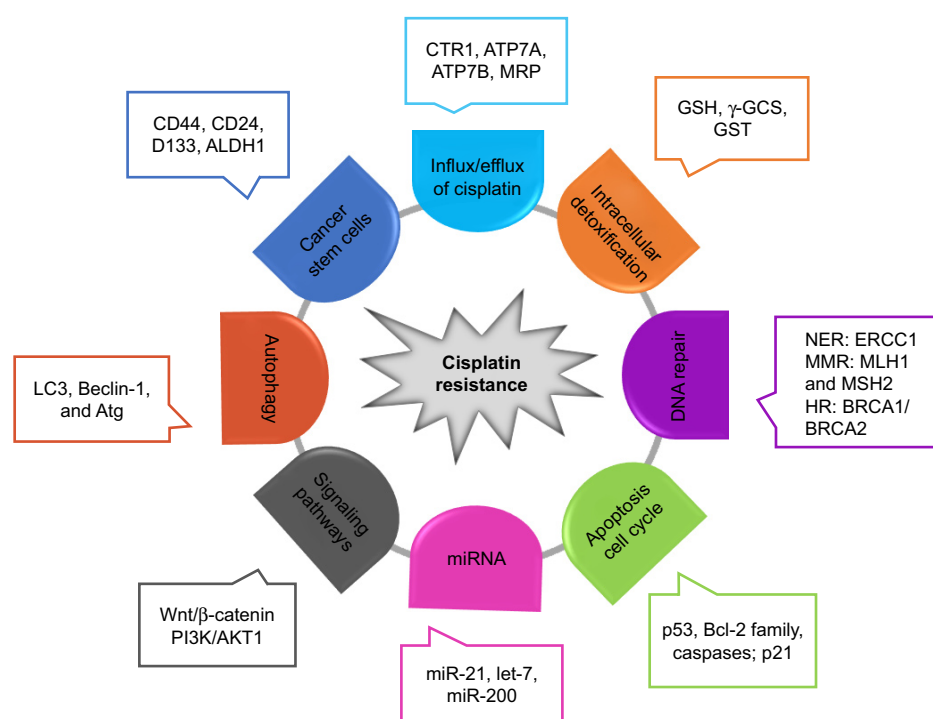 CTR1, ATP7A,
ATP7B, MRP
CD44, CD24,
D133, ALDH1
GSH, γ-GCS,
GST
Influx/efflux
of cisplatin
Cancer
stem cells
Intracellular
detoxification
Autophagy
LC3, Beclin-1,
and Atg
Cisplatin
resistance
DNA repair
NER: ERCC1
MMR: MLH1
and MSH2
HR: BRCA1/
BRCA2
Signaling
pathways
miRNA
Apoptosis
cell cycle
Wnt/β-catenin
PI3K/AKT1
miR-21, let-7,
miR-200
p53, Bcl-2 family,
caspases; p21